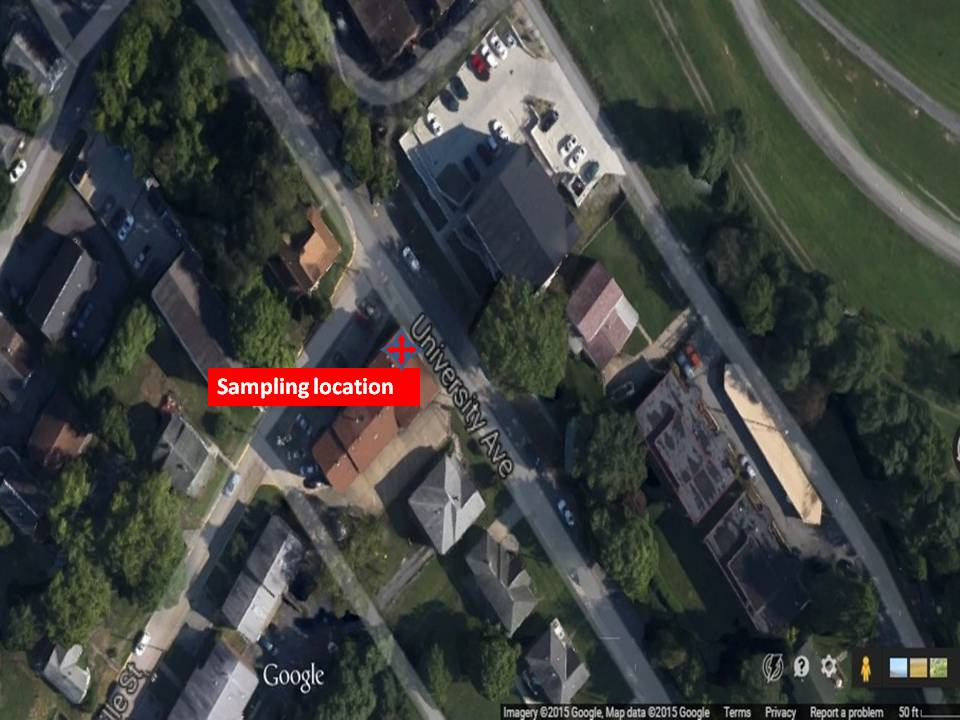 University Ave
Sampling location
Google
Imagery ©2015 Google, Map data ©2015 Google Terms Privacy Report a problem 50 ft